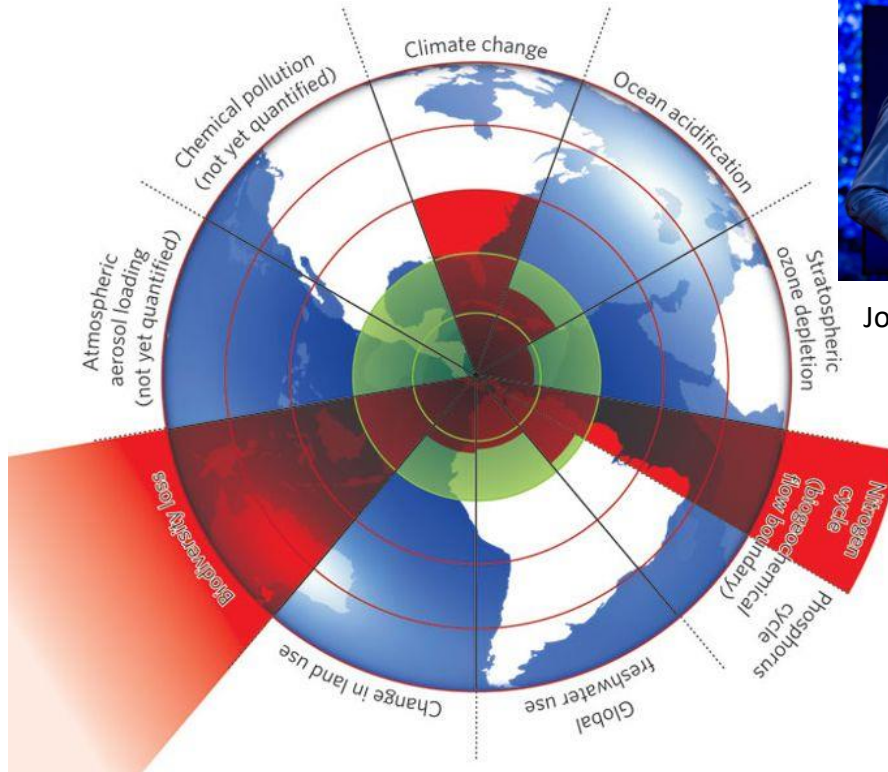 Climate change
Ocean acidification
Stratospheric
ozone depletion
Nitrogen
cycle
(biogeochemical
flow boundary)
Phosphorus
cycle
Global
freshwater use
Change in land use
Biodiversity loss
Atmospheric
aerosol loading
(not yet quantified)
Chemical pollution
(not yet quantified)
Jo